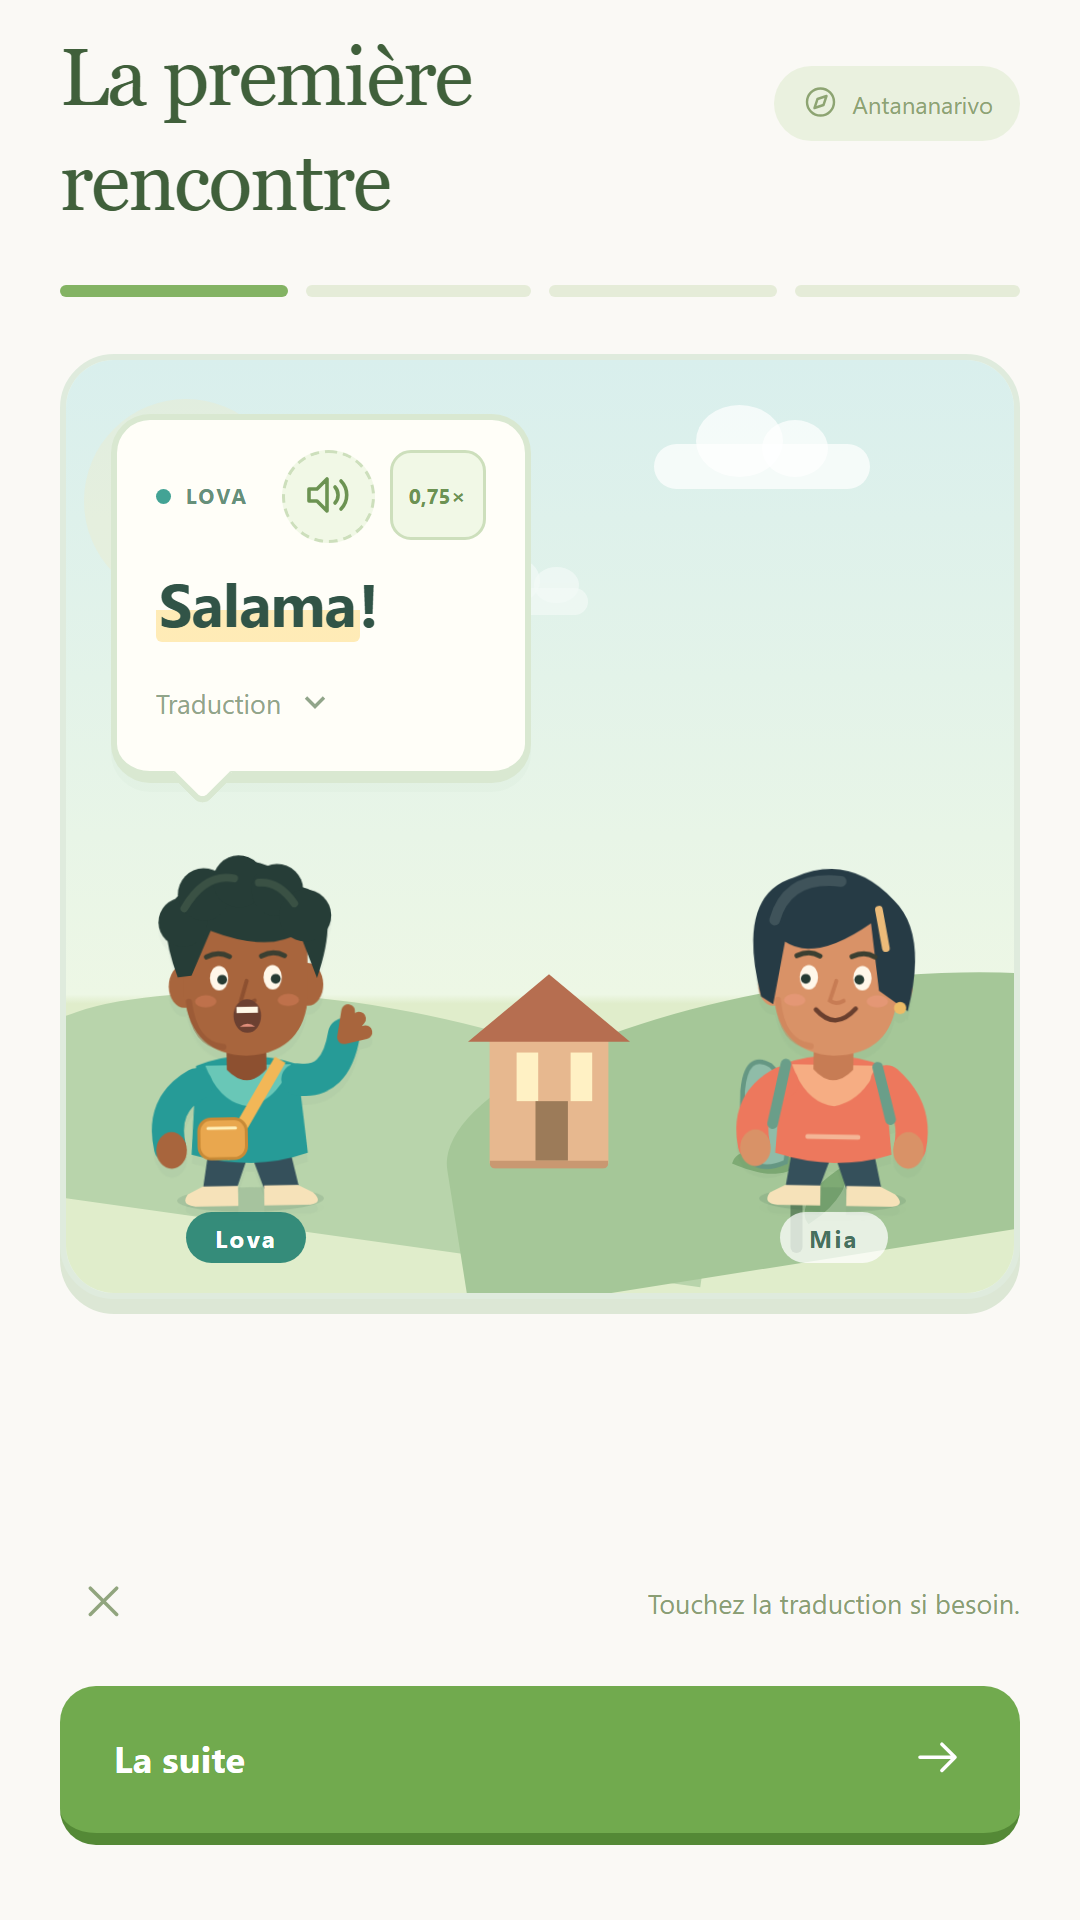 La première
rencontre
Antananarivo
LOVA
0,75×
Salama!
Traduction
Lova
Mia
Touchez la traduction si besoin.
La suite